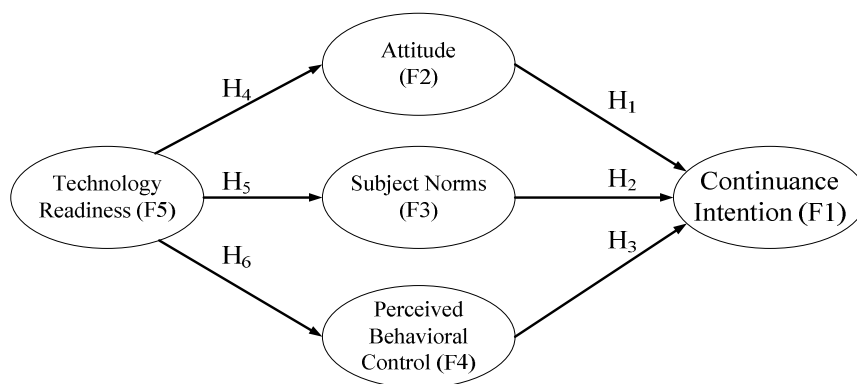 Attitude
(F2)
H4
H1
Technology
Readiness (F5)
H5
Subject Norms
(F3)
H2
Continuance
Intention (F1)
H6
H3
Perceived
Behavioral
Control (F4)